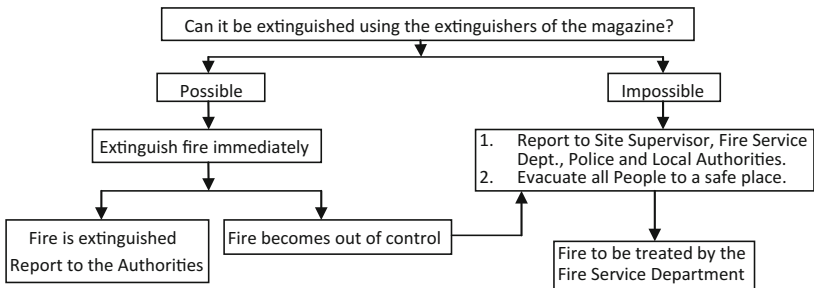 Can it be extinguished using the extinguishers of the magazine?
Possible
Impossible
Extinguish fire immediately
1. Report to Site Supervisor, Fire Service
Dept., Police and Local Authorities.
2. Evacuate all People to a safe place.
Fire is extinguished
Report to the Authorities
Fire becomes out of control
Fire to be treated by the
Fire Service Department